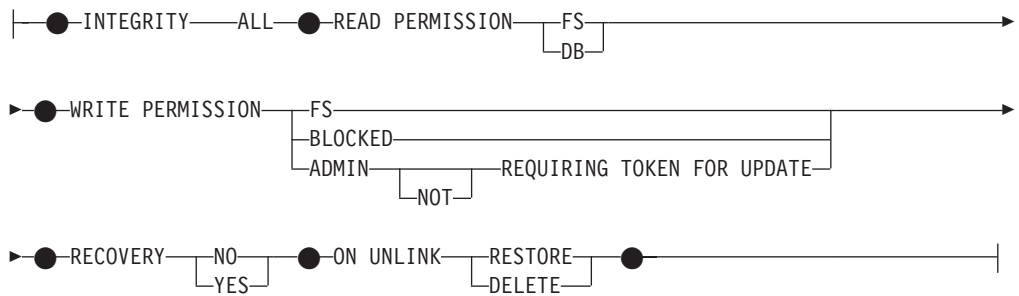 INTEGRITY ALL READ PERMISSION FS
DB
WRITE PERMISSION FS
BLOCKED
ADMIN REQUIRING TOKEN FOR UPDATE
NOT
RECOVERY NO ON UNLINK RESTORE
YES DELETE